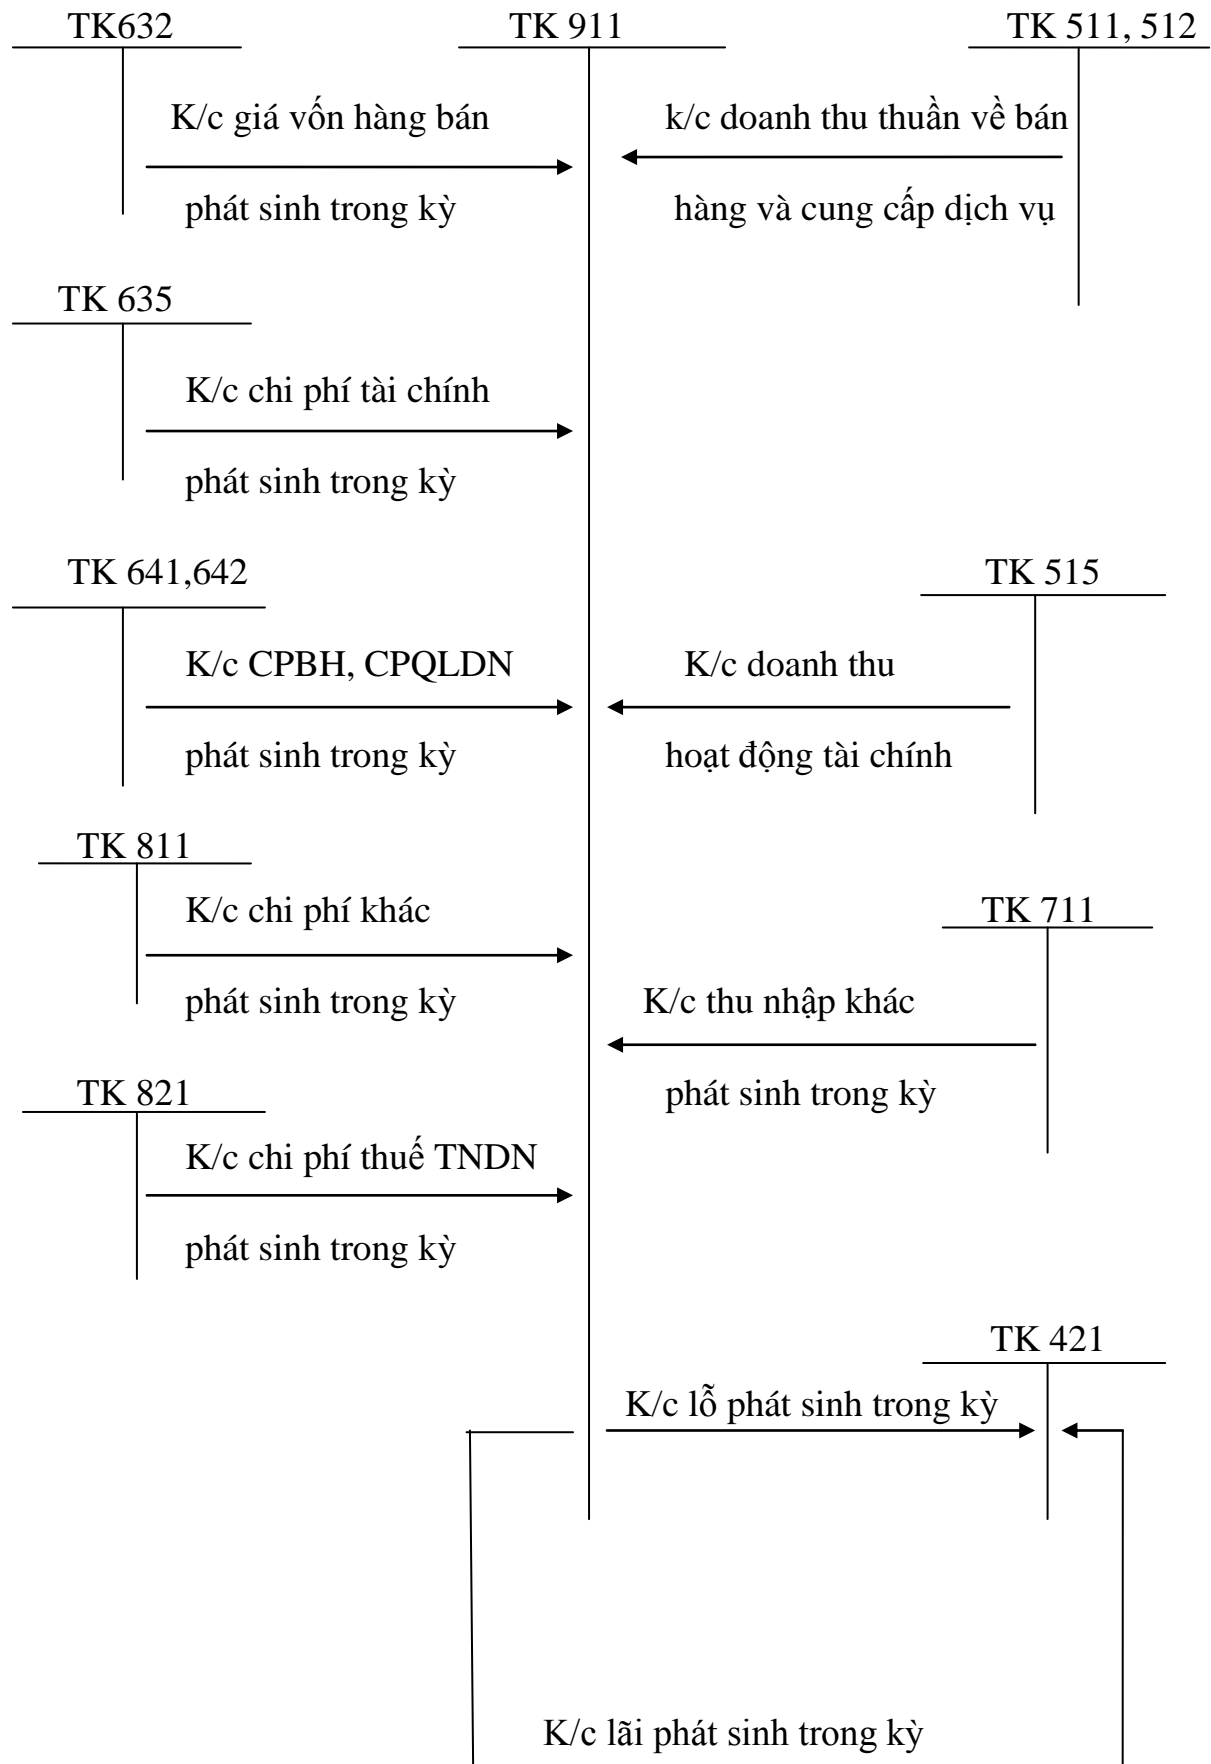 TK632
TK 911
TK 511, 512
K/c giá vốn hàng bán
k/c doanh thu thuần về bán
phát sinh trong kỳ
hàng và cung cấp dịch vụ
TK 635
K/c chi phí tài chính
phát sinh trong kỳ
TK 641,642
TK 515
K/c CPBH, CPQLDN
K/c doanh thu
phát sinh trong kỳ
hoạt động tài chính
TK 811
K/c chi phí khác
TK 711
phát sinh trong kỳ
K/c thu nhập khác
TK 821
phát sinh trong kỳ
K/c chi phí thuế TNDN
phát sinh trong kỳ
TK 421
K/c lỗ phát sinh trong kỳ
K/c lãi phát sinh trong kỳ